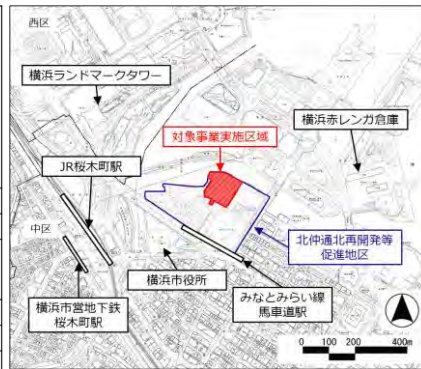 西区
横浜ランドマークタワー
横浜赤レンガ倉庫
対象事業実施区域
JR桜木町駅
中区
北仲通北再開発等
促進地区
横浜市役所
みなとみらい線
馬車道駅
横浜市営地下鉄
桜木町駅
0 100 200 400m